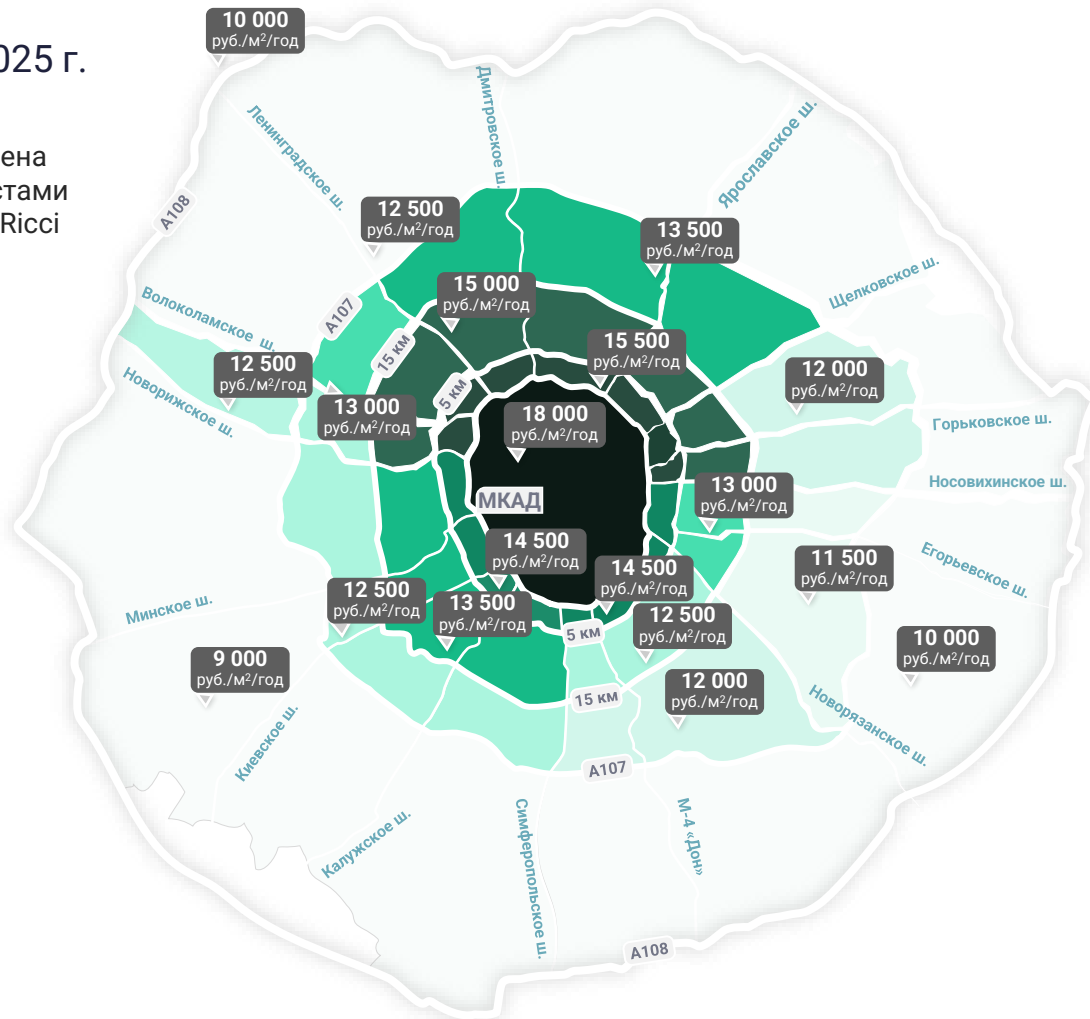 10 000
руб./м²/год
025 г.
ена
стами
Ricci
Ленинградское ш.
Дмитровское ш.
Ярославское ш.
А108
12 500
руб./м²/год
13 500
руб./м²/год
Щелковское ш.
Волоколамское ш.
А107
15 000
руб./м²/год
15 км
15 500
руб./м²/год
12 500
руб./м²/год
12 000
руб./м²/год
Новорижское ш.
13 000
руб./м²/год
5 км
18 000
руб./м²/год
Горьковское ш.
МКАД
13 000
руб./м²/год
Носовихинское ш.
14 500
руб./м²/год
14 500
руб./м²/год
11 500
руб./м²/год
Егорьевское ш.
Минское ш.
12 500
руб./м²/год
13 500
руб./м²/год
12 500
руб./м²/год
5 км
10 000
руб./м²/год
9 000
руб./м²/год
15 км
12 000
руб./м²/год
Новорязанское ш.
Киевское ш.
А107
Калужское ш.
Симферопольское ш.
М-4 «Дон»
А108